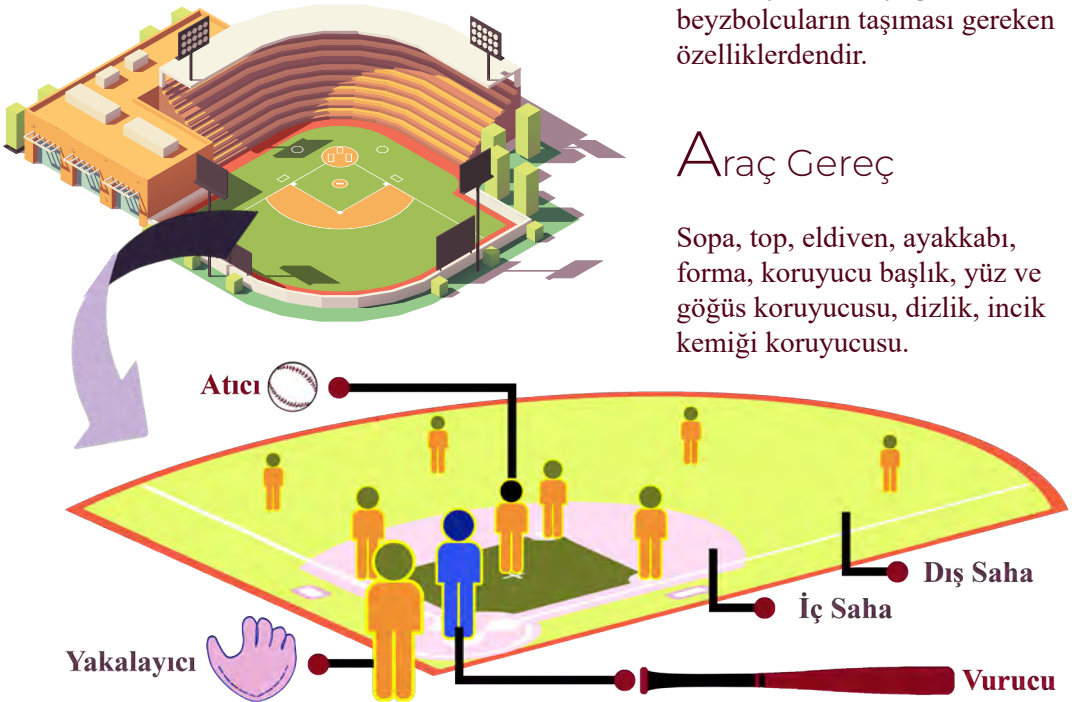 beyzbolcuların taşıması gereken
özelliklerdendir.
Araç Gereç
Sopa, top, eldiven, ayakkabı,
forma, koruyucu başlık, yüz ve
göğüs koruyucusu, dizlik, incik
kemiği koruyucusu.
Atıcı
Dış Saha
İç Saha
Yakalayıcı
Vurucu